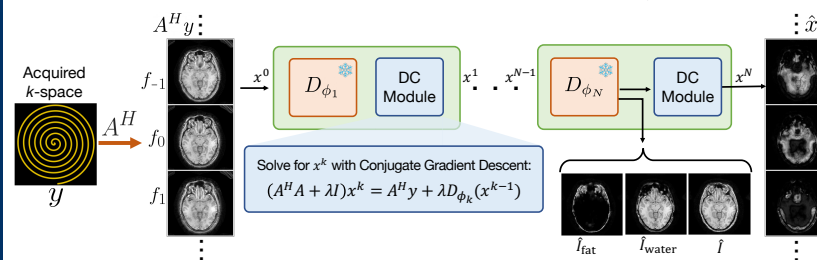 A^H y
x̂
Acquired
k-space
A^H
y
f_{-1}
f_0
f_1
x^0
D_{ϕ_1}
DC
Module
x^1
. . .
x^{N-1}
D_{ϕ_N}
DC
Module
x^N
Solve for x^k with Conjugate Gradient Descent:
(A^H A + λI)x^k = A^H y + λD_{ϕ_k}(x^{k-1})
Î_fat
Î_water
Î